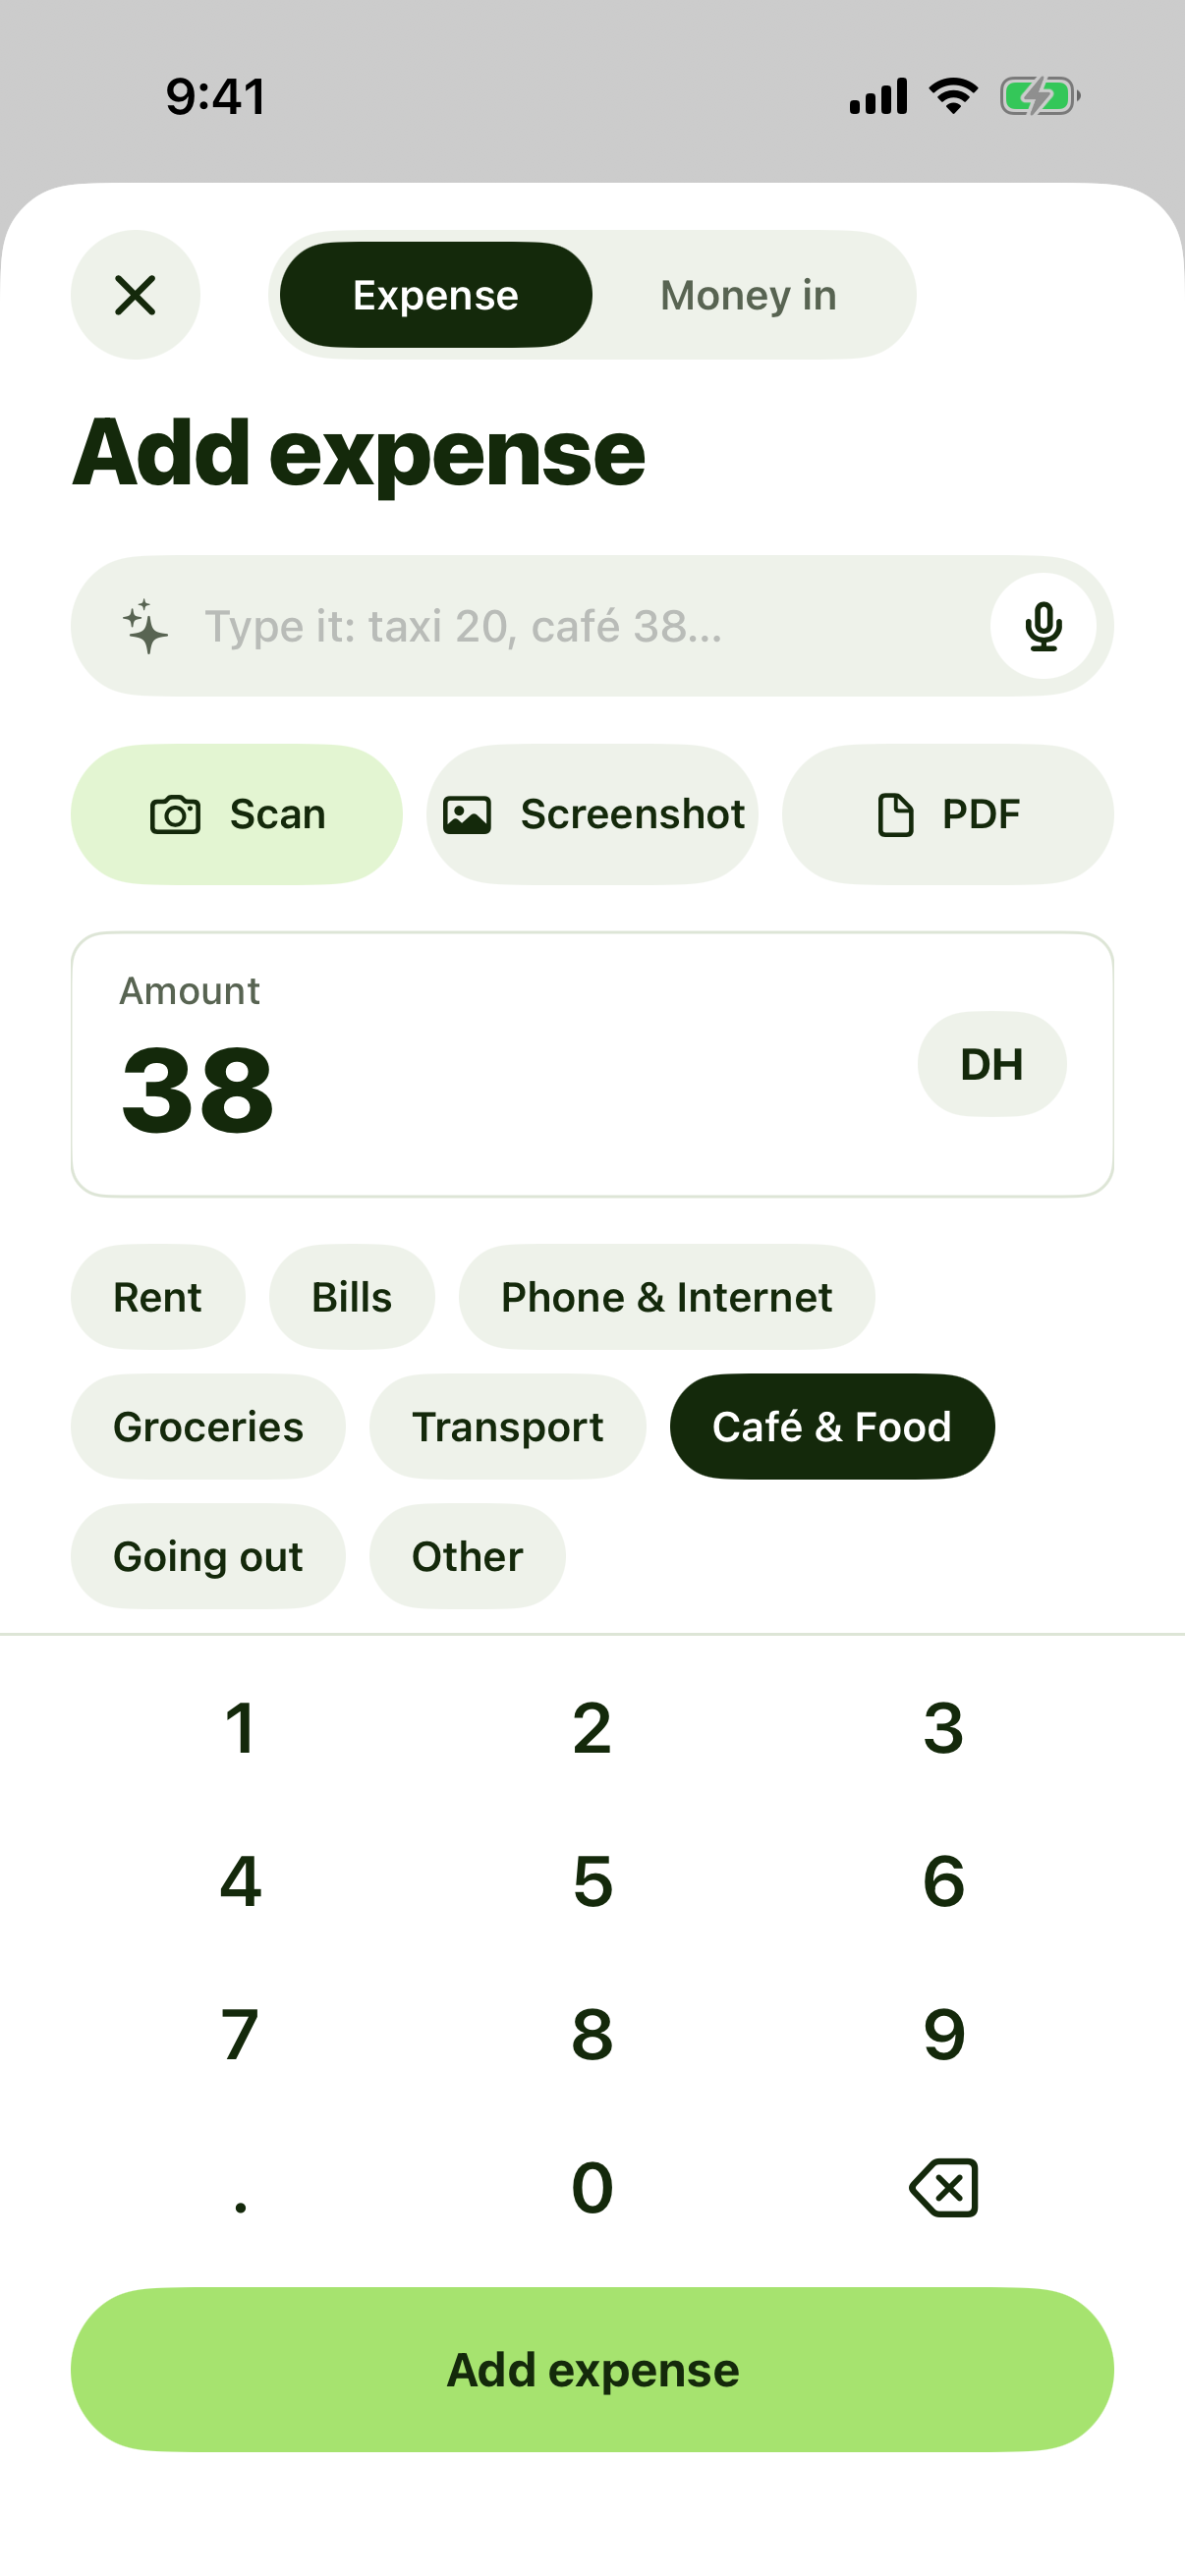 9:41
Expense Money in
Add expense
Type it: taxi 20, café 38...
Scan Screenshot PDF
Amount
38
DH
Rent Bills Phone & Internet
Groceries Transport Café & Food
Going out Other
1 2 3
4 5 6
7 8 9
. 0
Add expense